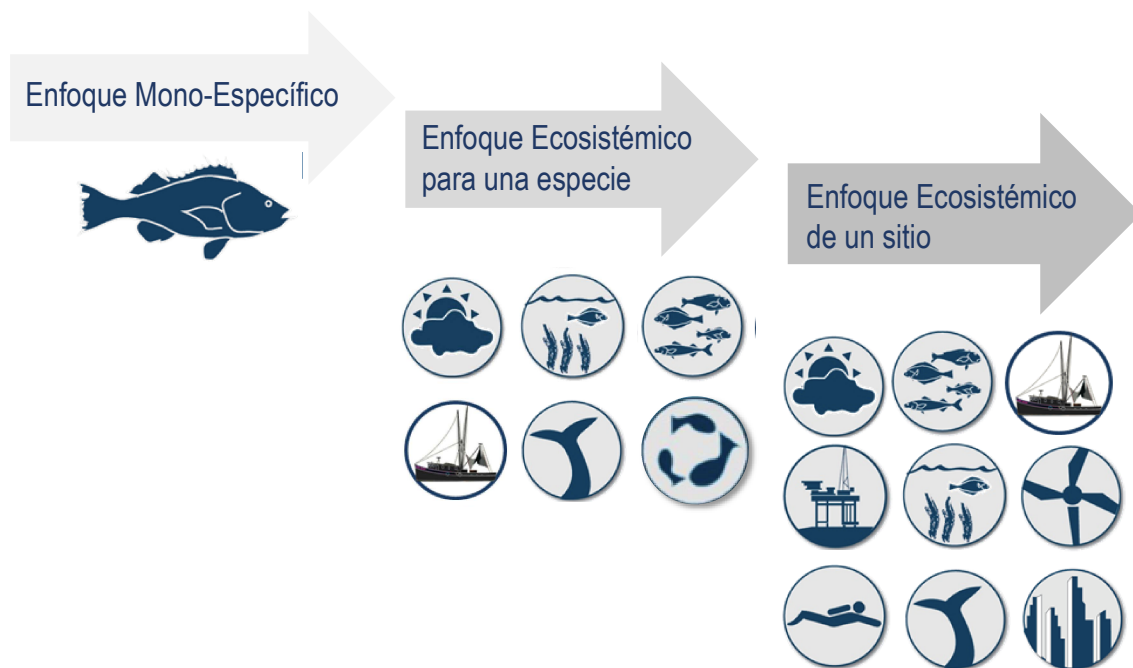 Enfoque Mono-Específico
Enfoque Ecosistémico
para una especie
Enfoque Ecosistémico
de un sitio